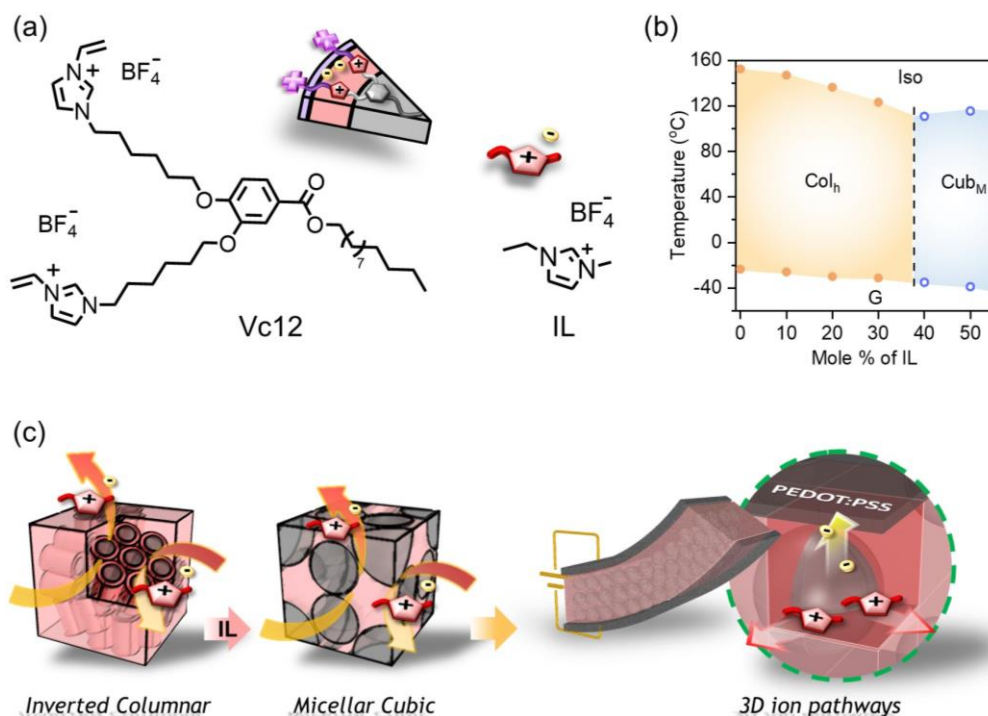 (a)
BF4−
+
N
N
O
O
BF4−
O
O
7
+
N
N
Vc12
BF4−
N
+
N
IL
(b)
Temperature (°C)
160
120
80
40
0
-40
Iso
Colh
CubM
G
0 10 20 30 40 50
Mole % of IL
(c)
IL
PEDOT:PSS
Inverted Columnar
Micellar Cubic
3D ion pathways